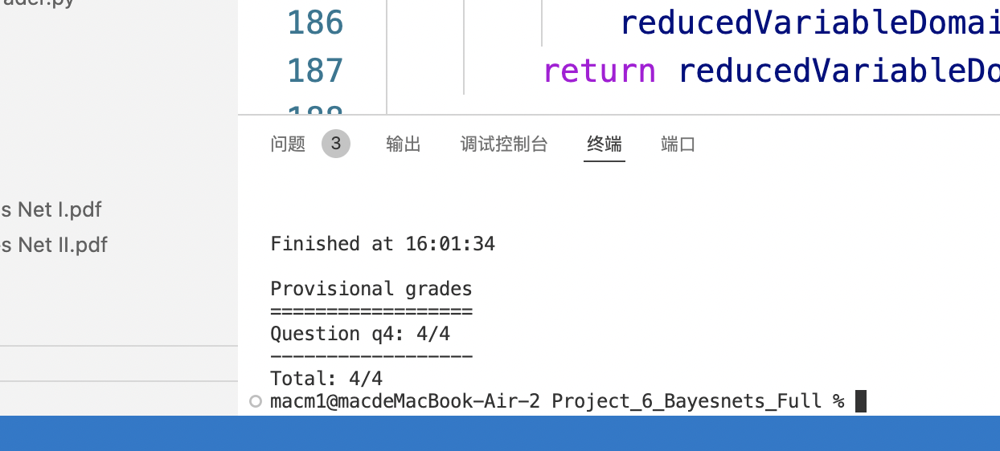 ader.py
186 reducedVariableDomai
187 return reducedVariableDo
188
问题 3 输出 调试控制台 终端 端口
s Net I.pdf
es Net II.pdf
Finished at 16:01:34
Provisional grades
==================
Question q4: 4/4
------------------
Total: 4/4
macm1@macdeMacBook-Air-2 Project_6_Bayesnets_Full %